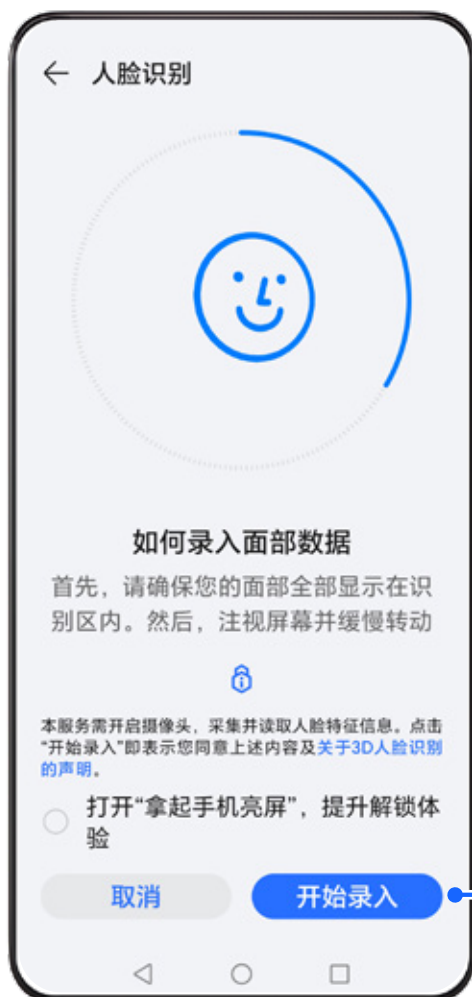 人脸识别
如何录入面部数据
首先，请确保您的面部全部显示在识
别区内。然后，注视屏幕并缓慢转动
本服务需开启摄像头，采集并读取人脸特征信息。点击
“开始录入”即表示您同意上述内容及关于3D人脸识别
的声明。
打开“拿起手机亮屏”，提升解锁体
验
取消
开始录入